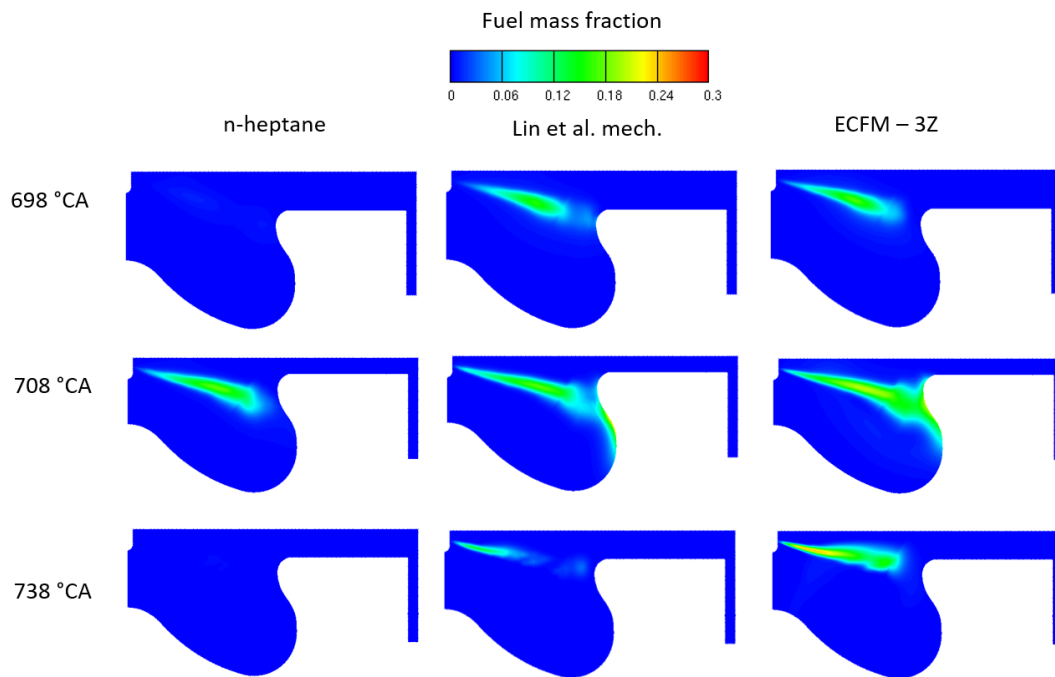 Fuel mass fraction
0 0.06 0.12 0.18 0.24 0.3
n-heptane Lin et al. mech. ECFM – 3Z
698 °CA
708 °CA
738 °CA